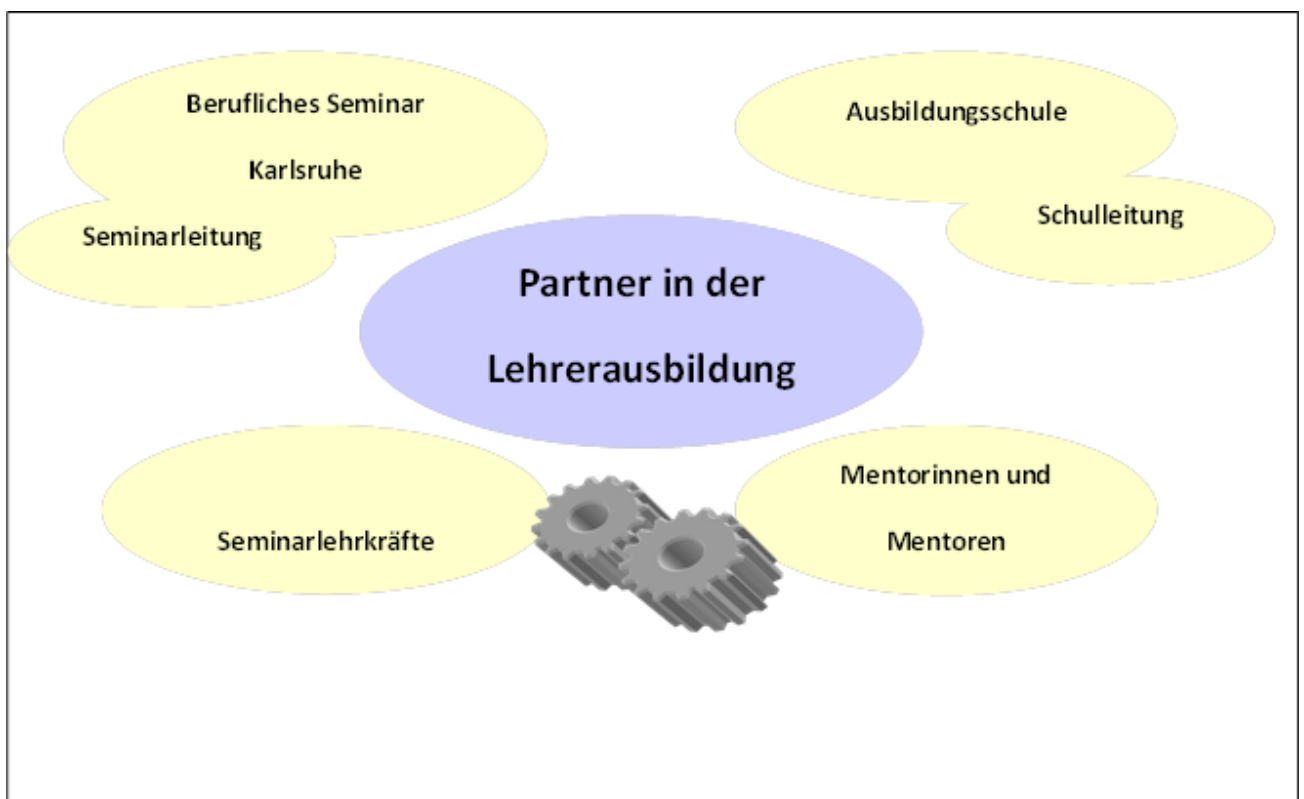 Berufliches Seminar
Karlsruhe
Seminarleitung
Ausbildungsschule
Schulleitung
Partner in der
Lehrerausbildung
Seminarlehrkräfte
Mentorinnen und
Mentoren